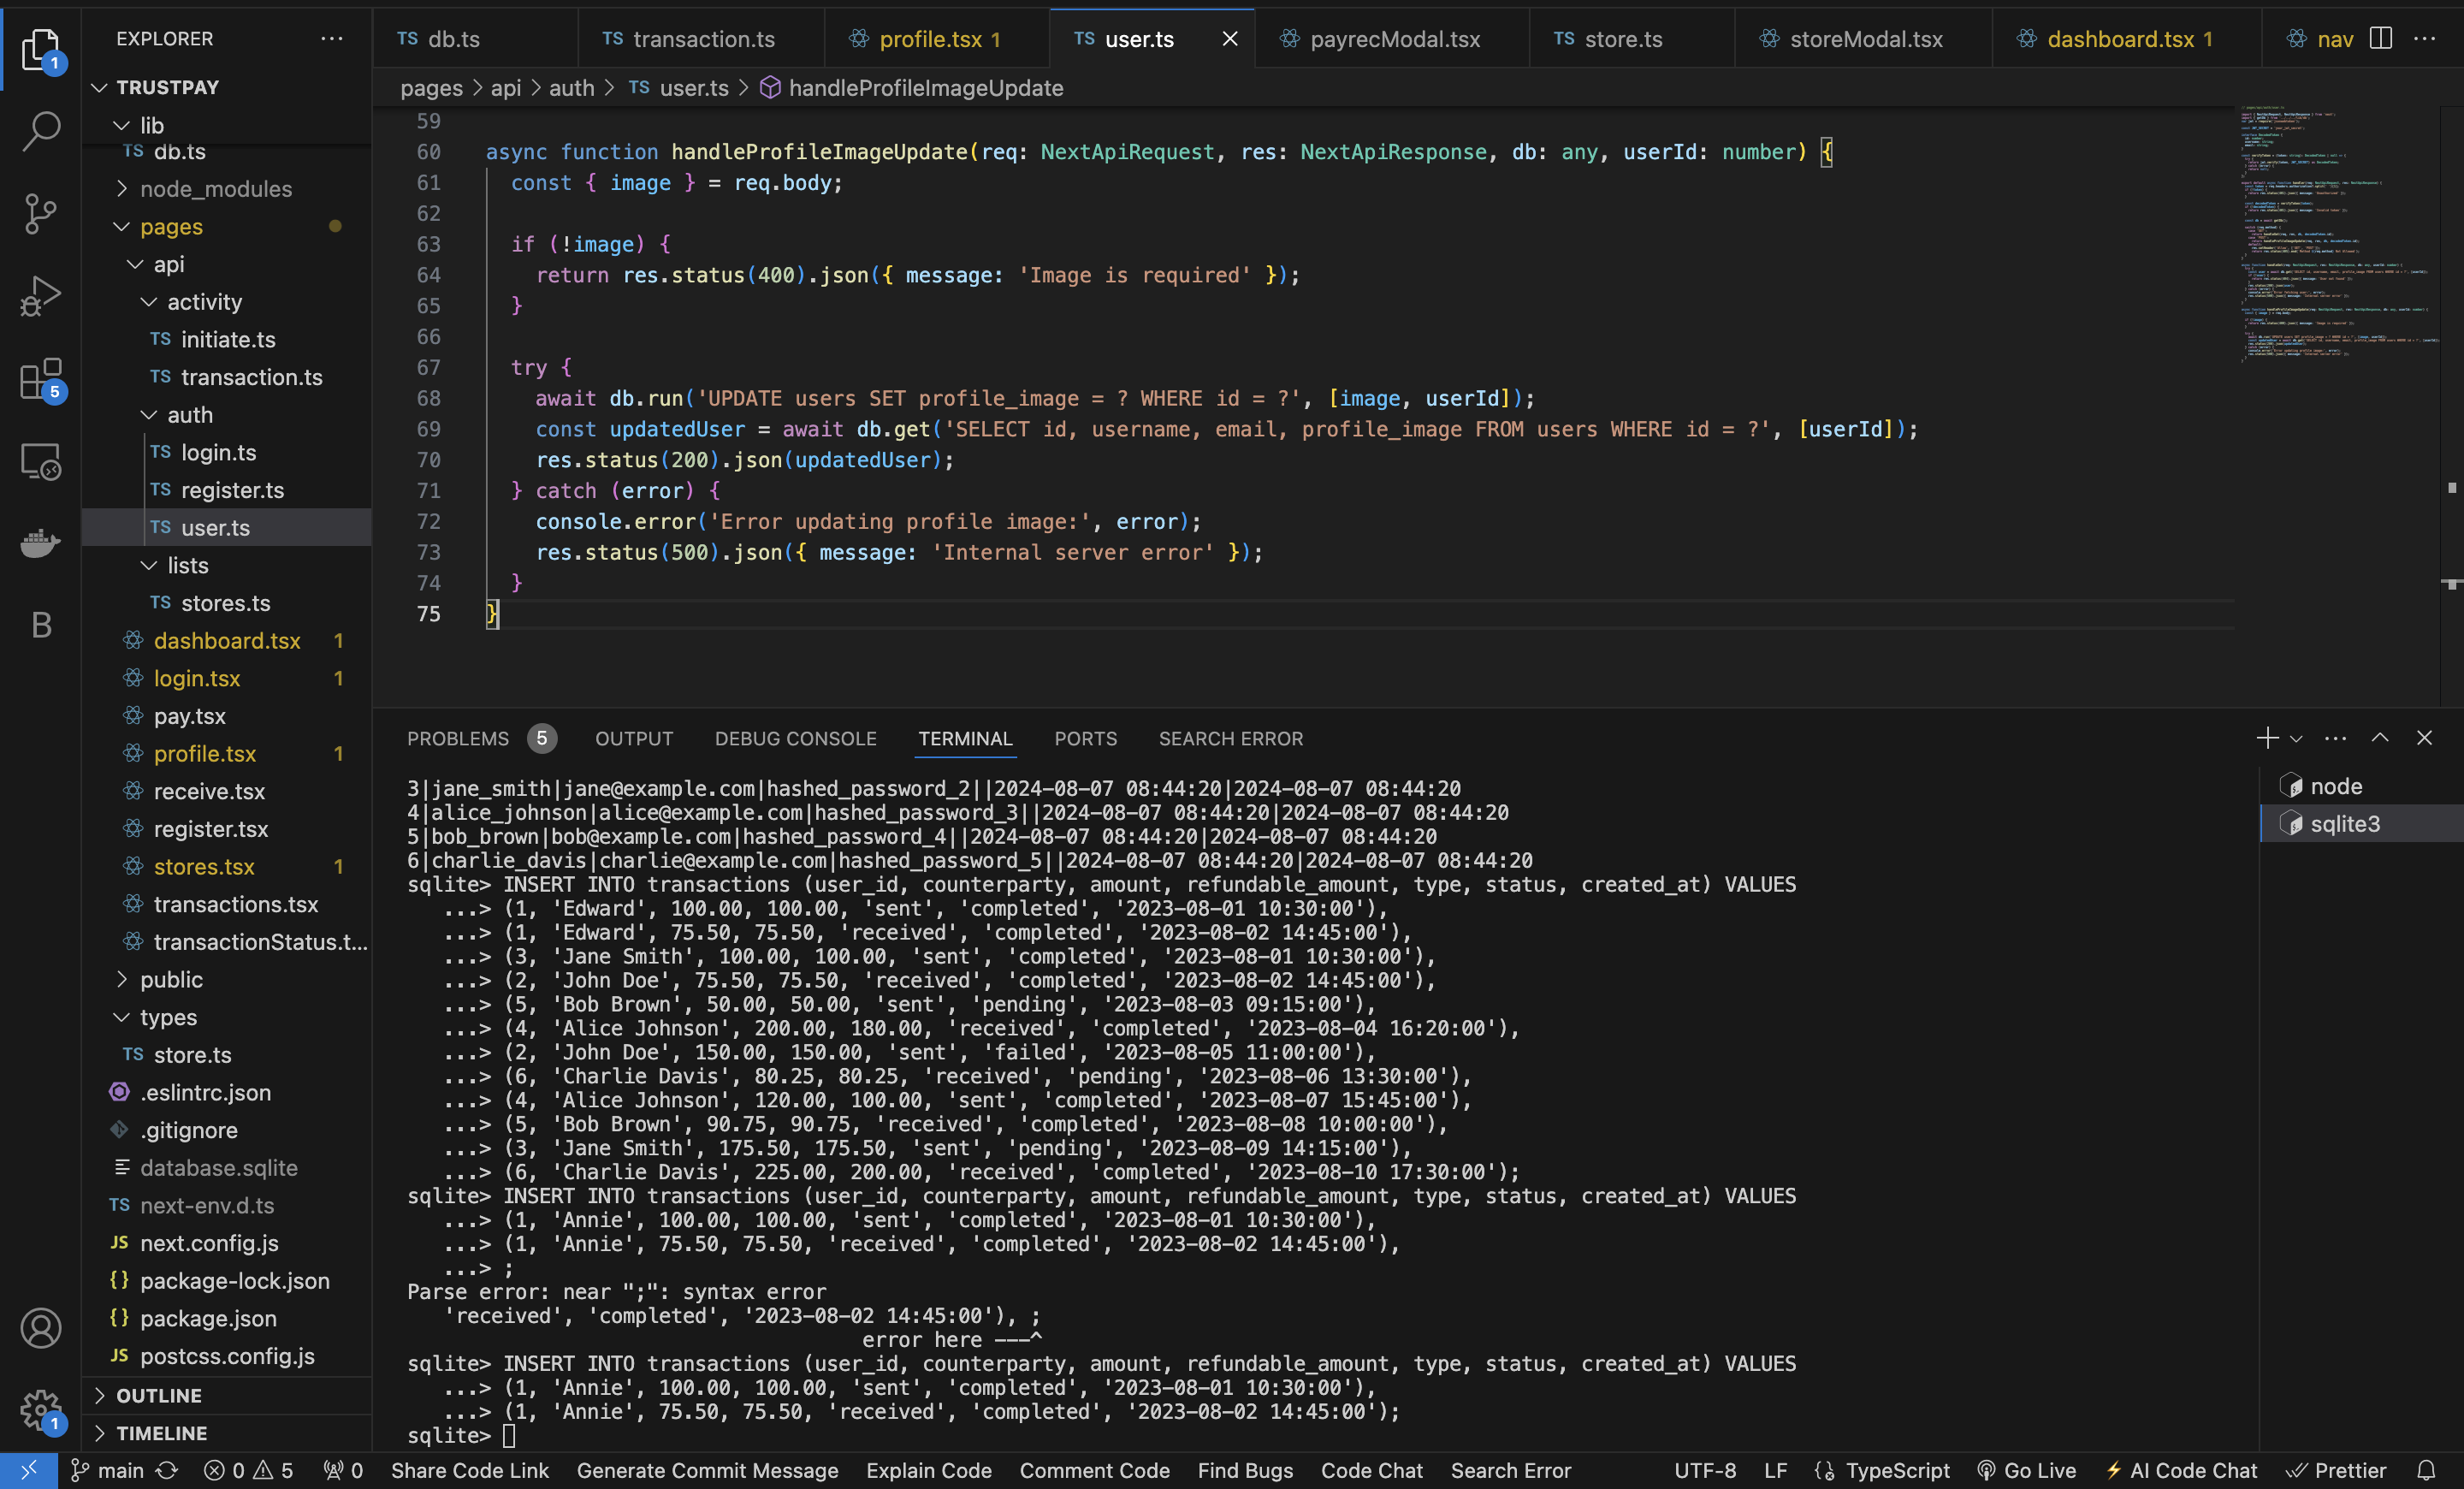 EXPLORER
TRUSTPAY
lib
TS db.ts
node_modules
pages
api
activity
TS initiate.ts
TS transaction.ts
auth
TS login.ts
TS register.ts
TS user.ts
lists
TS stores.ts
dashboard.tsx 1
login.tsx 1
pay.tsx
profile.tsx 1
receive.tsx
register.tsx
stores.tsx 1
transactions.tsx
transactionStatus.t...
public
types
TS store.ts
.eslintrc.json
.gitignore
database.sqlite
TS next-env.d.ts
JS next.config.js
{} package-lock.json
{} package.json
JS postcss.config.js
OUTLINE
TIMELINE
1
5
B
1
TS db.ts
TS transaction.ts
profile.tsx 1
TS user.ts
payrecModal.tsx
TS store.ts
storeModal.tsx
dashboard.tsx 1
nav
pages > api > auth > TS user.ts > handleProfileImageUpdate
59
60 async function handleProfileImageUpdate(req: NextApiRequest, res: NextApiResponse, db: any, userId: number) {
61 const { image } = req.body;
62
63 if (!image) {
64 return res.status(400).json({ message: 'Image is required' });
65 }
66
67 try {
68 await db.run('UPDATE users SET profile_image = ? WHERE id = ?', [image, userId]);
69 const updatedUser = await db.get('SELECT id, username, email, profile_image FROM users WHERE id = ?', [userId]);
70 res.status(200).json(updatedUser);
71 } catch (error) {
72 console.error('Error updating profile image:', error);
73 res.status(500).json({ message: 'Internal server error' });
74 }
75 }
PROBLEMS 5 OUTPUT DEBUG CONSOLE TERMINAL PORTS SEARCH ERROR
3|jane_smith|jane@example.com|hashed_password_2||2024-08-07 08:44:20|2024-08-07 08:44:20
4|alice_johnson|alice@example.com|hashed_password_3||2024-08-07 08:44:20|2024-08-07 08:44:20
5|bob_brown|bob@example.com|hashed_password_4||2024-08-07 08:44:20|2024-08-07 08:44:20
6|charlie_davis|charlie@example.com|hashed_password_5||2024-08-07 08:44:20|2024-08-07 08:44:20
sqlite> INSERT INTO transactions (user_id, counterparty, amount, refundable_amount, type, status, created_at) VALUES
...> (1, 'Edward', 100.00, 100.00, 'sent', 'completed', '2023-08-01 10:30:00'),
...> (1, 'Edward', 75.50, 75.50, 'received', 'completed', '2023-08-02 14:45:00'),
...> (3, 'Jane Smith', 100.00, 100.00, 'sent', 'completed', '2023-08-01 10:30:00'),
...> (2, 'John Doe', 75.50, 75.50, 'received', 'completed', '2023-08-02 14:45:00'),
...> (5, 'Bob Brown', 50.00, 50.00, 'sent', 'pending', '2023-08-03 09:15:00'),
...> (4, 'Alice Johnson', 200.00, 180.00, 'received', 'completed', '2023-08-04 16:20:00'),
...> (2, 'John Doe', 150.00, 150.00, 'sent', 'failed', '2023-08-05 11:00:00'),
...> (6, 'Charlie Davis', 80.25, 80.25, 'received', 'pending', '2023-08-06 13:30:00'),
...> (4, 'Alice Johnson', 120.00, 100.00, 'sent', 'completed', '2023-08-07 15:45:00'),
...> (5, 'Bob Brown', 90.75, 90.75, 'received', 'completed', '2023-08-08 10:00:00'),
...> (3, 'Jane Smith', 175.50, 175.50, 'sent', 'pending', '2023-08-09 14:15:00'),
...> (6, 'Charlie Davis', 225.00, 200.00, 'received', 'completed', '2023-08-10 17:30:00');
sqlite> INSERT INTO transactions (user_id, counterparty, amount, refundable_amount, type, status, created_at) VALUES
...> (1, 'Annie', 100.00, 100.00, 'sent', 'completed', '2023-08-01 10:30:00'),
...> (1, 'Annie', 75.50, 75.50, 'received', 'completed', '2023-08-02 14:45:00'),
...> ;
Parse error: near ";": syntax error
'received', 'completed', '2023-08-02 14:45:00'), ;
error here ---^
sqlite> INSERT INTO transactions (user_id, counterparty, amount, refundable_amount, type, status, created_at) VALUES
...> (1, 'Annie', 100.00, 100.00, 'sent', 'completed', '2023-08-01 10:30:00'),
...> (1, 'Annie', 75.50, 75.50, 'received', 'completed', '2023-08-02 14:45:00');
sqlite>
node
sqlite3
main 0 5 0 Share Code Link Generate Commit Message Explain Code Comment Code Find Bugs Code Chat Search Error UTF-8 LF TypeScript Go Live AI Code Chat Prettier